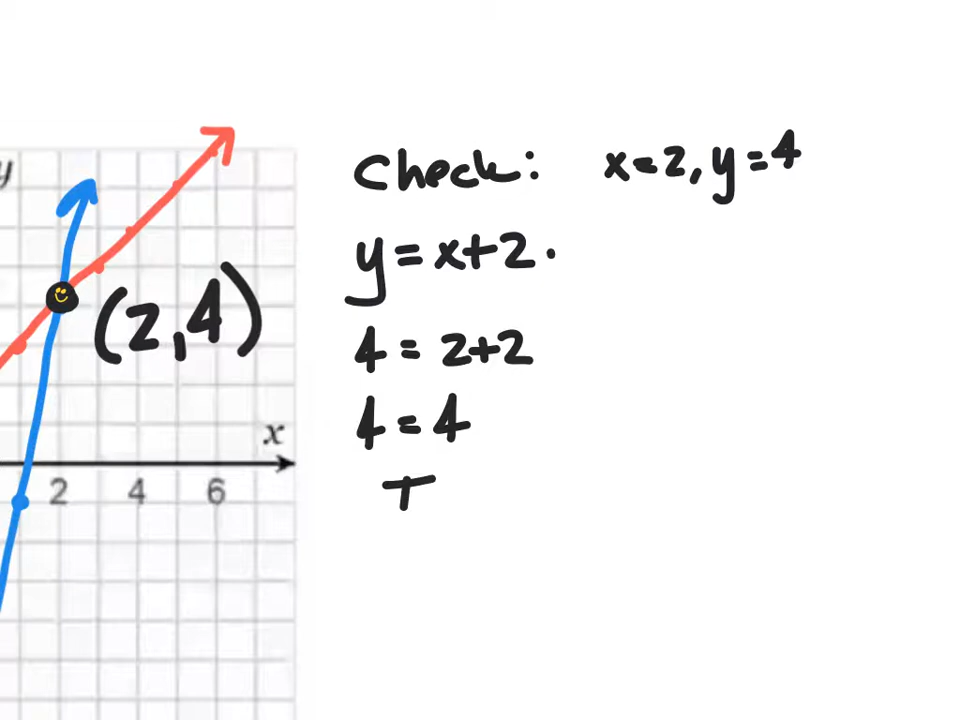 Check: x=2, y=4
y
y=x+2.
(2,4)
4=2+2
4=4
x
T
2 4 6